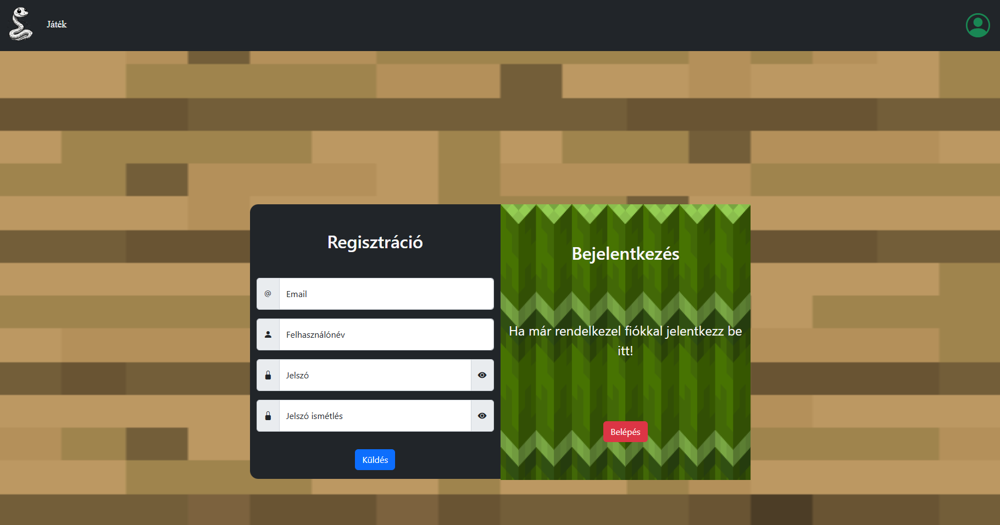 Játék
Regisztráció
@ Email
Felhasználónév
Jelszó
Jelszó ismétlés
Küldés
Bejelentkezés
Ha már rendelkezel fiókkal jelentkezz be
itt!
Belépés